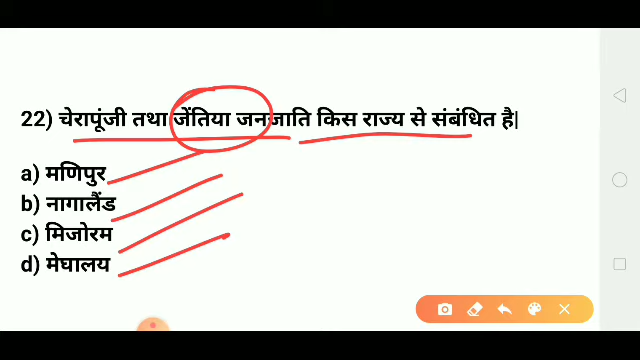 22) चेरापूंजी तथा जेंतिया जनजाति किस राज्य से संबंधित है|
a) मणिपुर
b) नागालैंड
c) मिजोरम
d) मेघालय